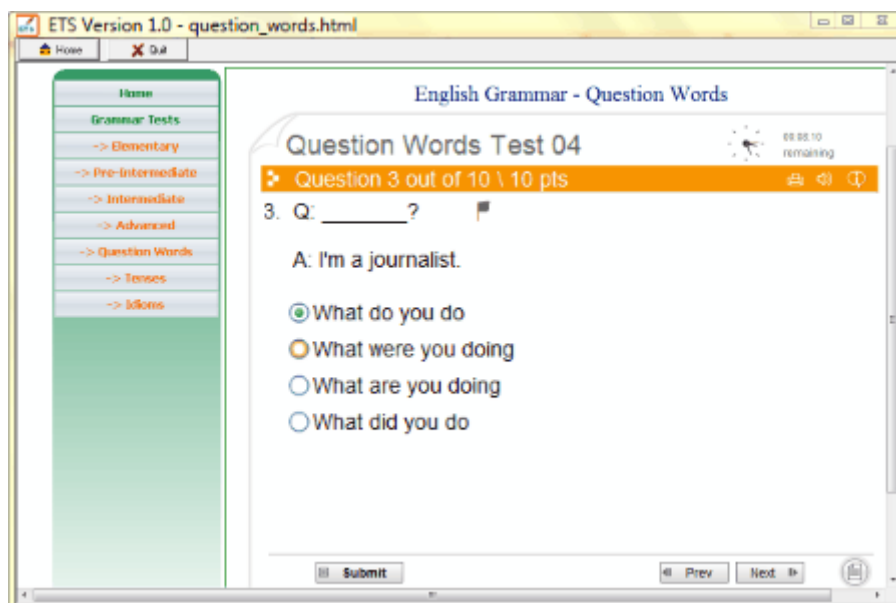 ETS Version 1.0 - question_words.html
Home
Quit
Home
Grammar Tests
-> Elementary
-> Pre-Intermediate
-> Intermediate
-> Advanced
-> Question Words
-> Tenses
-> Idioms
English Grammar - Question Words
Question Words Test 04
remaining
Question 3 out of 10 \ 10 pts
3. Q: _______?
A: I'm a journalist.
What do you do
What were you doing
What are you doing
What did you do
Submit
Prev
Next